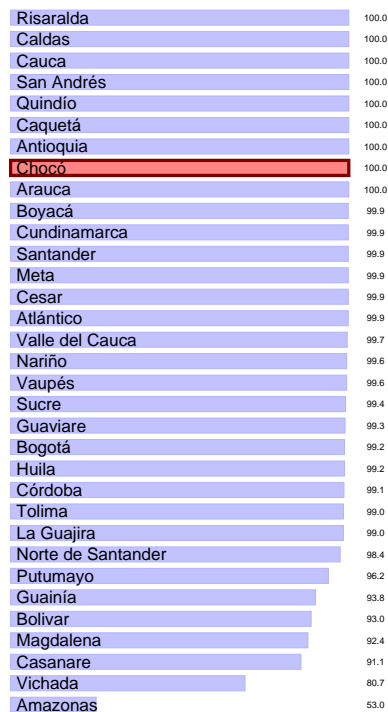 Risaralda 100.0
Caldas 100.0
Cauca 100.0
San Andrés 100.0
Quindío 100.0
Caquetá 100.0
Antioquia 100.0
Chocó 100.0
Arauca 100.0
Boyacá 99.9
Cundinamarca 99.9
Santander 99.9
Meta 99.9
Cesar 99.9
Atlántico 99.9
Valle del Cauca 99.7
Nariño 99.6
Vaupés 99.6
Sucre 99.4
Guaviare 99.3
Bogotá 99.2
Huila 99.2
Córdoba 99.1
Tolima 99.0
La Guajira 99.0
Norte de Santander 98.4
Putumayo 96.2
Guainía 93.8
Bolivar 93.0
Magdalena 92.4
Casanare 91.1
Vichada 80.7
Amazonas 53.0